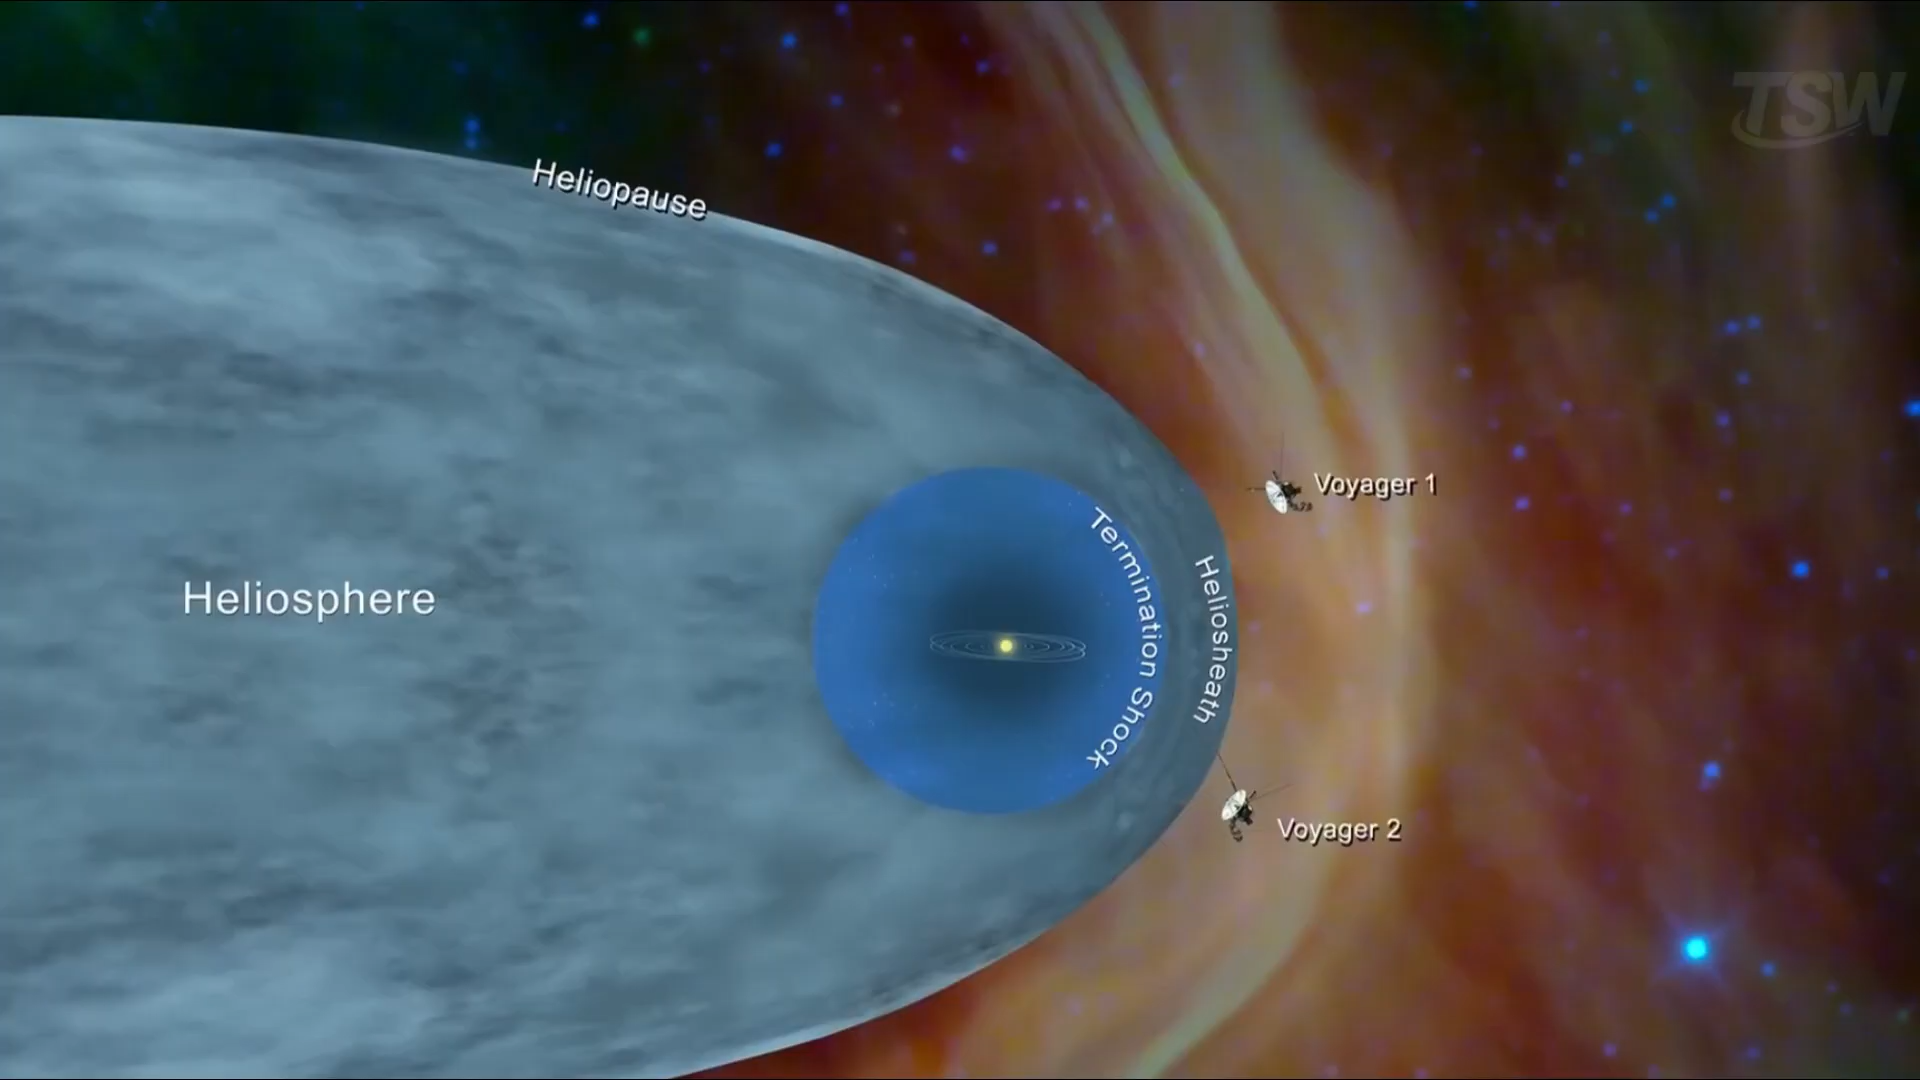 TSW
Heliopause
Voyager 1
Termination Shock
Heliosheath
Heliosphere
Voyager 2